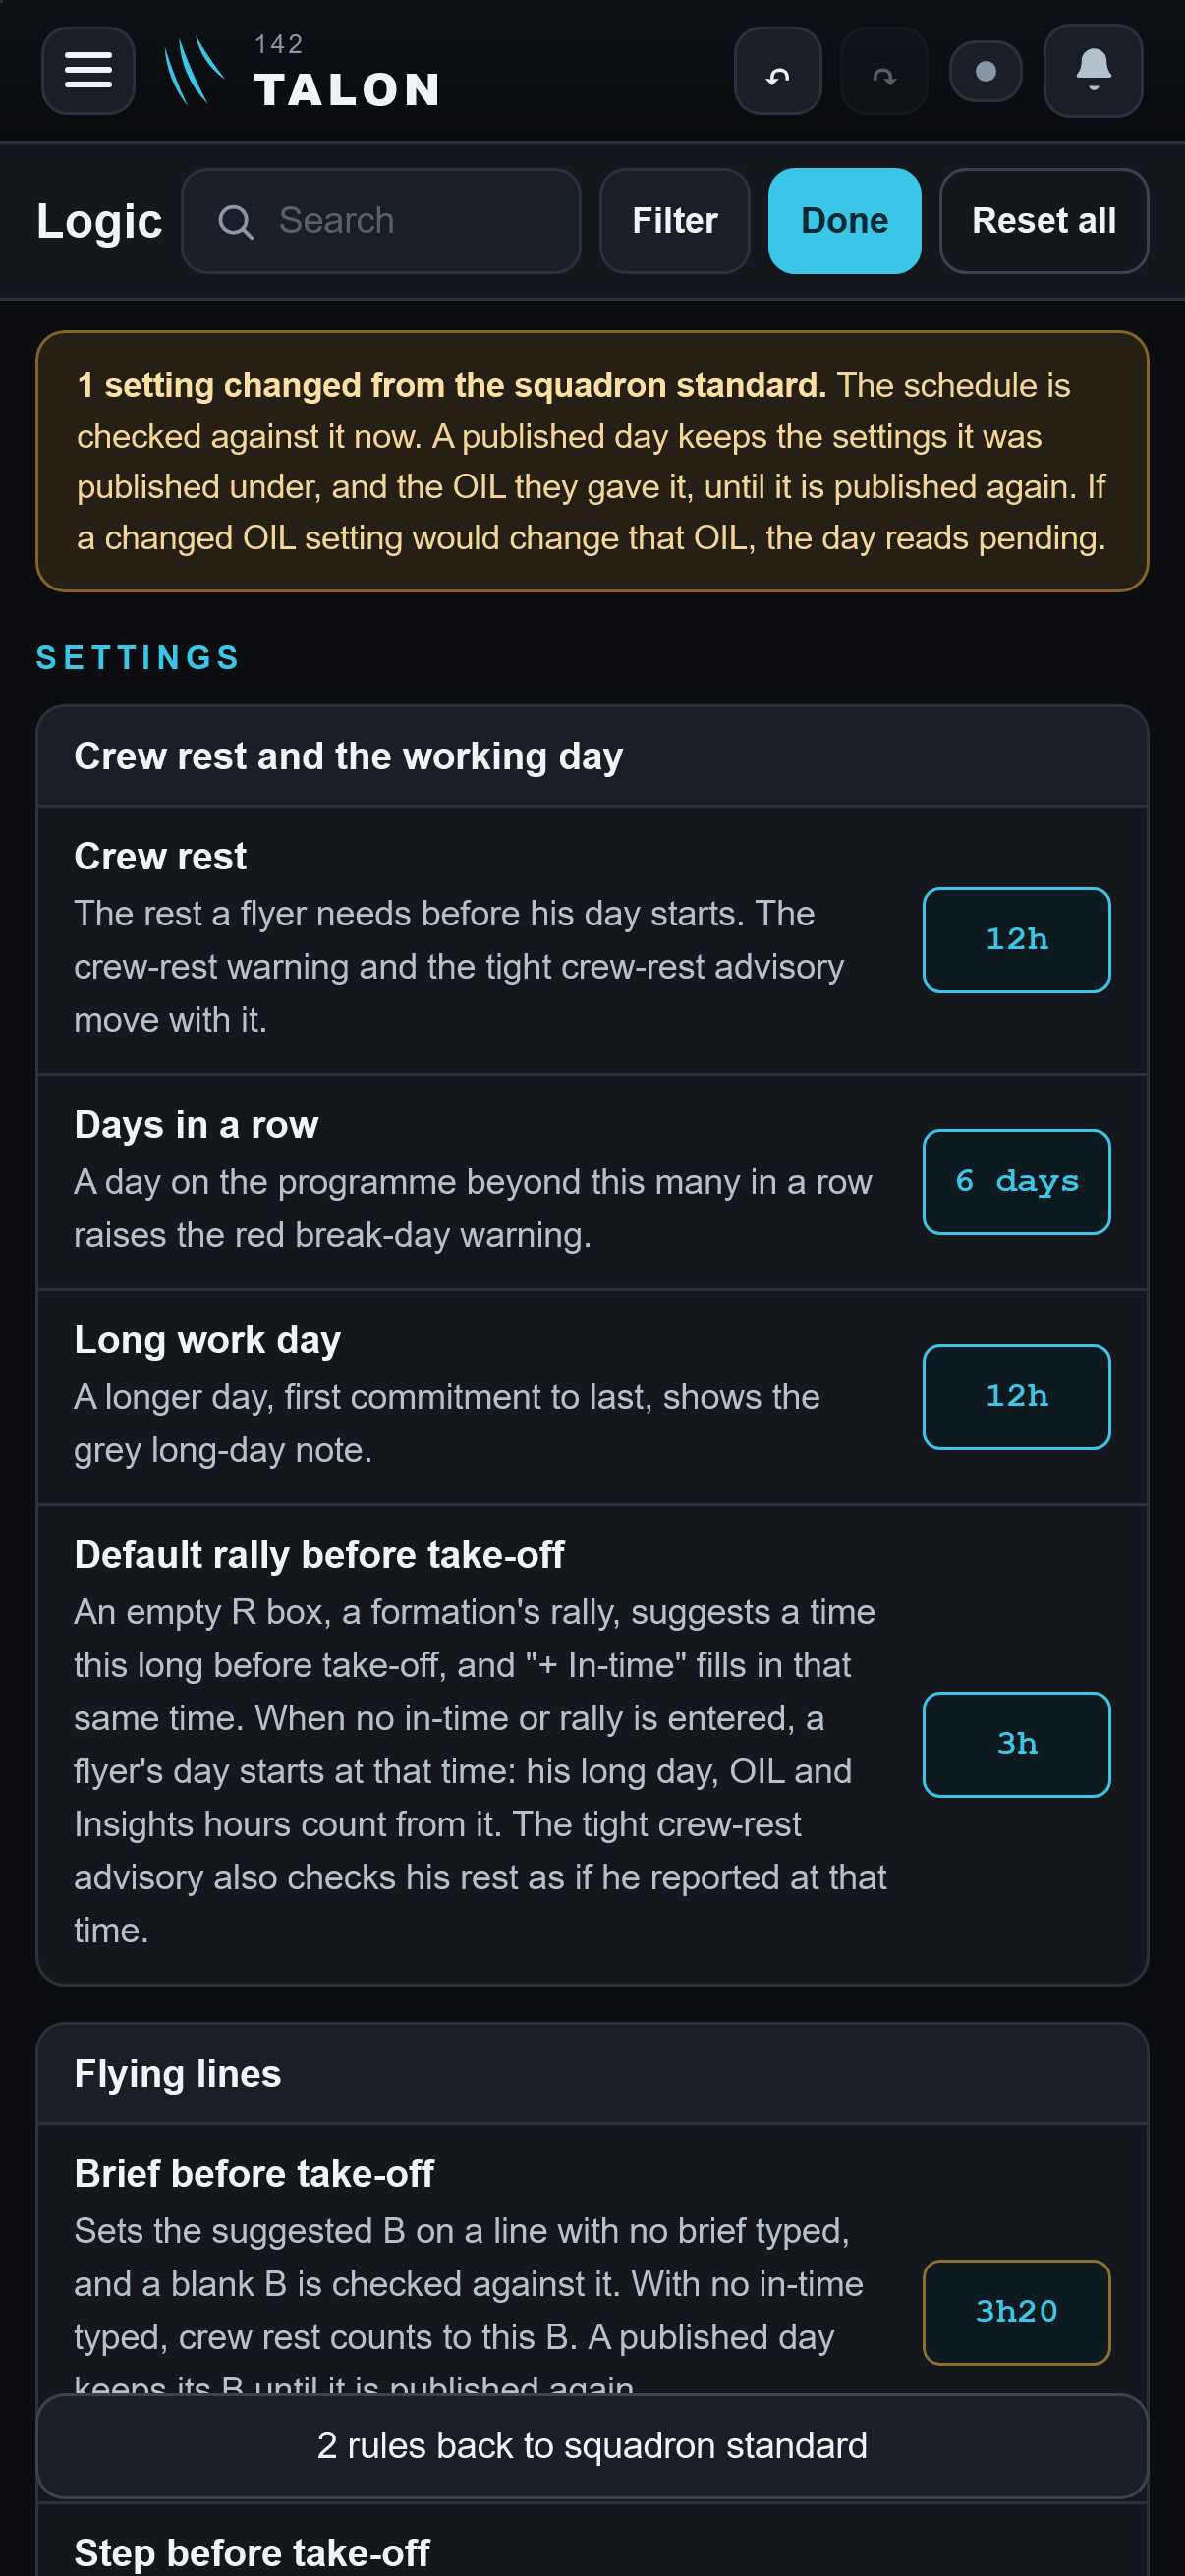 142
TALON
Logic
Search
Filter
Done
Reset all
1 setting changed from the squadron standard. The schedule is
checked against it now. A published day keeps the settings it was
published under, and the OIL they gave it, until it is published again. If
a changed OIL setting would change that OIL, the day reads pending.
SETTINGS
Crew rest and the working day
Crew rest
The rest a flyer needs before his day starts. The
crew-rest warning and the tight crew-rest advisory
move with it.
12h
Days in a row
A day on the programme beyond this many in a row
raises the red break-day warning.
6 days
Long work day
A longer day, first commitment to last, shows the
grey long-day note.
12h
Default rally before take-off
An empty R box, a formation's rally, suggests a time
this long before take-off, and "+ In-time" fills in that
same time. When no in-time or rally is entered, a
flyer's day starts at that time: his long day, OIL and
Insights hours count from it. The tight crew-rest
advisory also checks his rest as if he reported at that
time.
3h
Flying lines
Brief before take-off
Sets the suggested B on a line with no brief typed,
and a blank B is checked against it. With no in-time
typed, crew rest counts to this B. A published day
keeps its B until it is published again.
3h20
2 rules back to squadron standard
Step before take-off